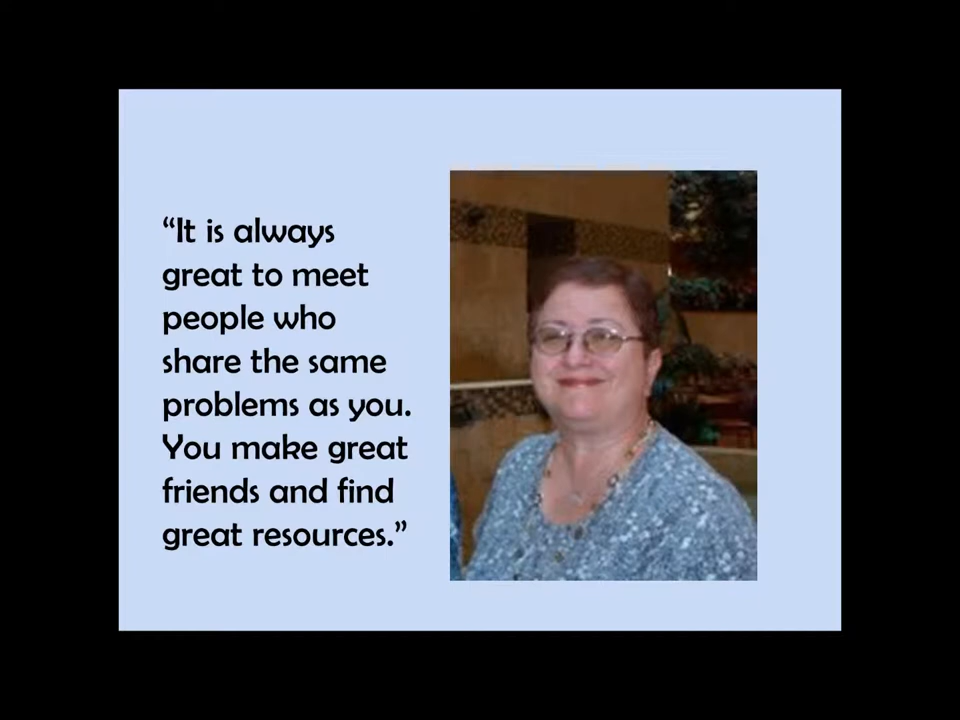 “It is always
great to meet
people who
share the same
problems as you.
You make great
friends and find
great resources.”